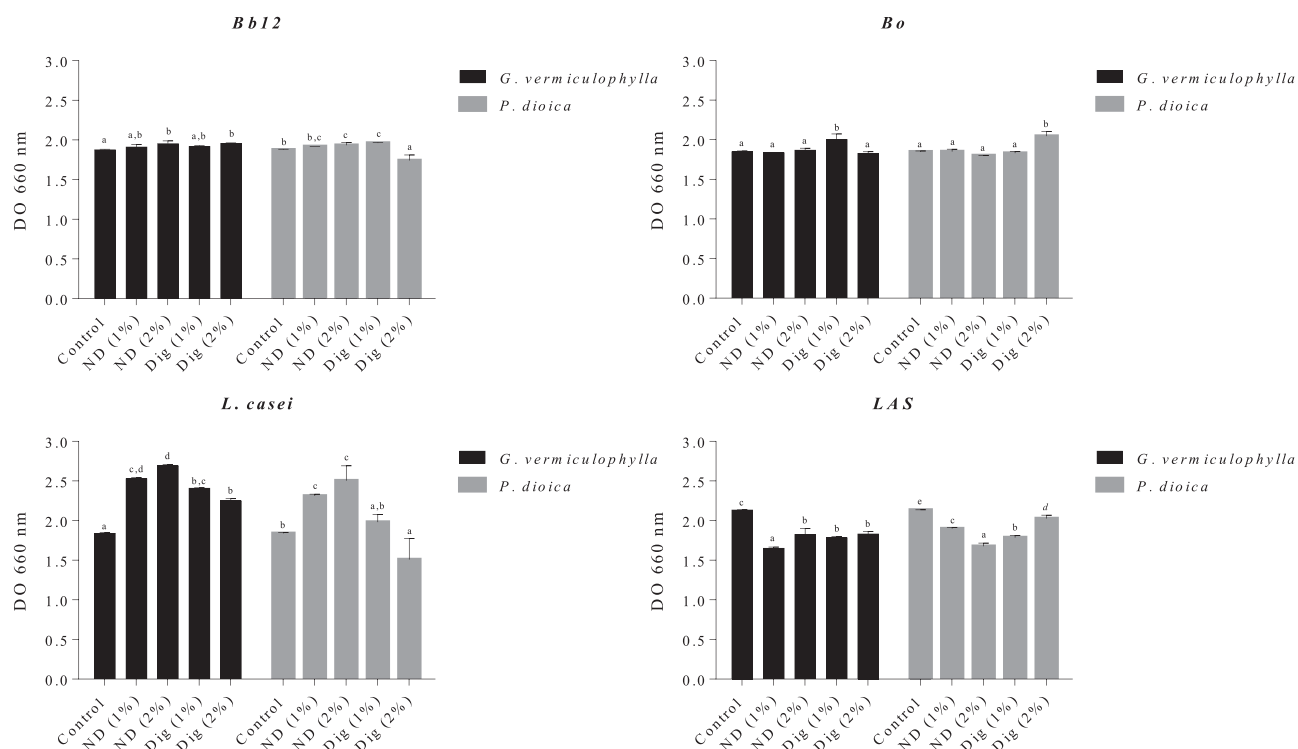 Bb12
3.0
2.5
2.0
1.5
1.0
0.5
0.0
DO 660 nm
a a,b b a,b b b b,c c c a
Control ND (1%) ND (2%) Dig (1%) Dig (2%) Control ND (1%) ND (2%) Dig (1%) Dig (2%)
G. vermiculophylla
P. dioica
Bo
3.0
2.5
2.0
1.5
1.0
0.5
0.0
DO 660 nm
a a a b a a a a a b
Control ND (1%) ND (2%) Dig (1%) Dig (2%) Control ND (1%) ND (2%) Dig (1%) Dig (2%)
G. vermiculophylla
P. dioica
L. casei
3.0
2.5
2.0
1.5
1.0
0.5
0.0
DO 660 nm
a c,d d b,c b b c c a,b a
Control ND (1%) ND (2%) Dig (1%) Dig (2%) Control ND (1%) ND (2%) Dig (1%) Dig (2%)
G. vermiculophylla
P. dioica
LAS
3.0
2.5
2.0
1.5
1.0
0.5
0.0
DO 660 nm
c a b b b e c a b d
Control ND (1%) ND (2%) Dig (1%) Dig (2%) Control ND (1%) ND (2%) Dig (1%) Dig (2%)
G. vermiculophylla
P. dioica